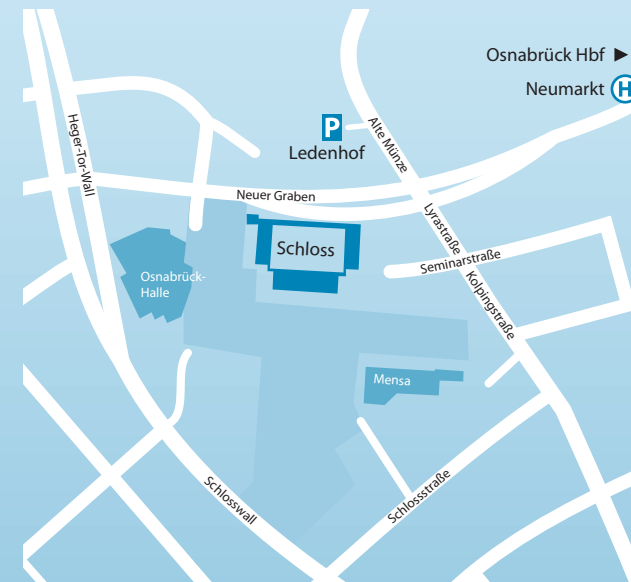 Osnabrück Hbf ►
Neumarkt H
P
Ledenhof
Alte Münze
Heger-Tor-Wall
Neuer Graben
Lyrastraße
Schloss
Seminarstraße
Osnabrück-
Halle
Kolpingstraße
Mensa
Schlosswall
Schlossstraße